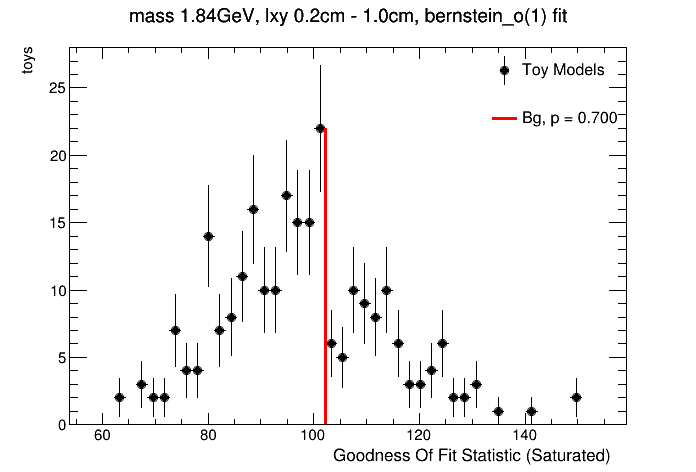 mass 1.84GeV, lxy 0.2cm - 1.0cm, bernstein_o(1) fit
toys
Toy Models
Bg, p = 0.700
25
20
15
10
5
0
60 80 100 120 140
Goodness Of Fit Statistic (Saturated)